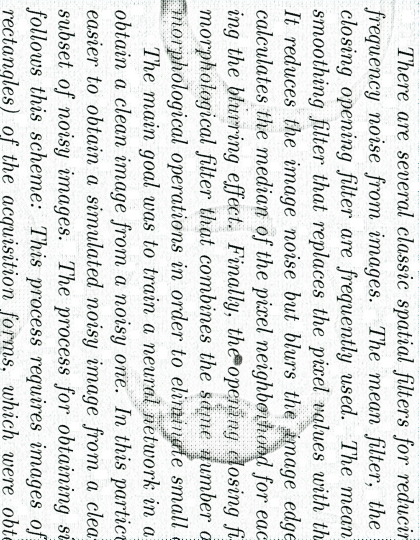 There are several classic spatial filters for reducin
frequency noise from images. The mean filter, the
closing opening filter are frequently used. The mean
smoothing filter that replaces the pixel values with th
It reduces the image noise but blurs the image edge
calculates the median of the pixel neighborhood for eac
ing the blurring effect. Finally, the opening closing fi
morphological filter that combines the same number o
morphological operations in order to eliminate small
The main goal was to train a neural network in a
obtain a clean image from a noisy one. In this particu
easier to obtain a simulated noisy image from a clea
subset of noisy images. The process for obtaining si
follows this scheme: This process requires images of
rectangles) of the acquisition forms, which were obt